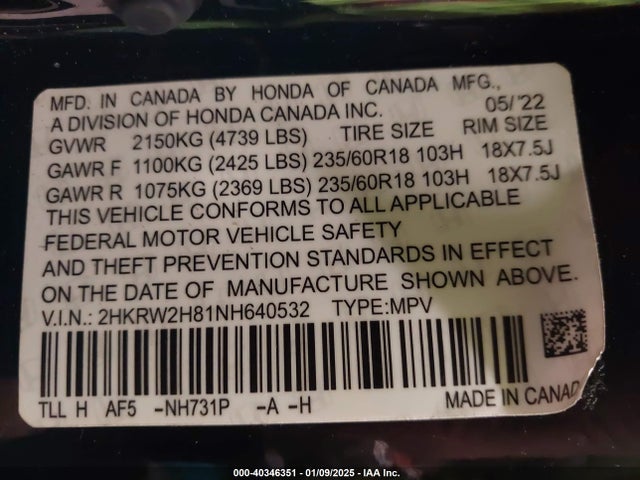 MFD. IN CANADA BY HONDA OF CANADA MFG.,
A DIVISION OF HONDA CANADA INC. 05/'22
GVWR 2150KG (4739 LBS) TIRE SIZE RIM SIZE
GAWR F 1100KG (2425 LBS) 235/60R18 103H 18X7.5J
GAWR R 1075KG (2369 LBS) 235/60R18 103H 18X7.5J
THIS VEHICLE CONFORMS TO ALL APPLICABLE
FEDERAL MOTOR VEHICLE SAFETY
AND THEFT PREVENTION STANDARDS IN EFFECT
ON THE DATE OF MANUFACTURE SHOWN ABOVE.
V.I.N.: 2HKRW2H81NH640532 TYPE:MPV
TLL H AF5 -NH731P -A -H MADE IN CANAD
000-40346351 - 01/09/2025 - IAA Inc.